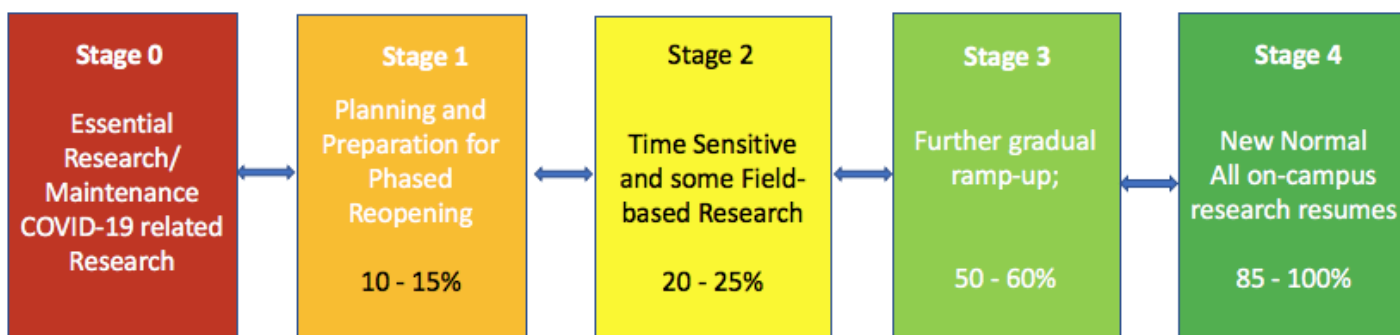 Stage 0
Essential
Research/
Maintenance
COVID-19 related
Research
Stage 1
Planning and
Preparation for
Phased
Reopening
10 - 15%
Stage 2
Time Sensitive
and some Field-
based Research
20 - 25%
Stage 3
Further gradual
ramp-up;
50 - 60%
Stage 4
New Normal
All on-campus
research resumes
85 - 100%